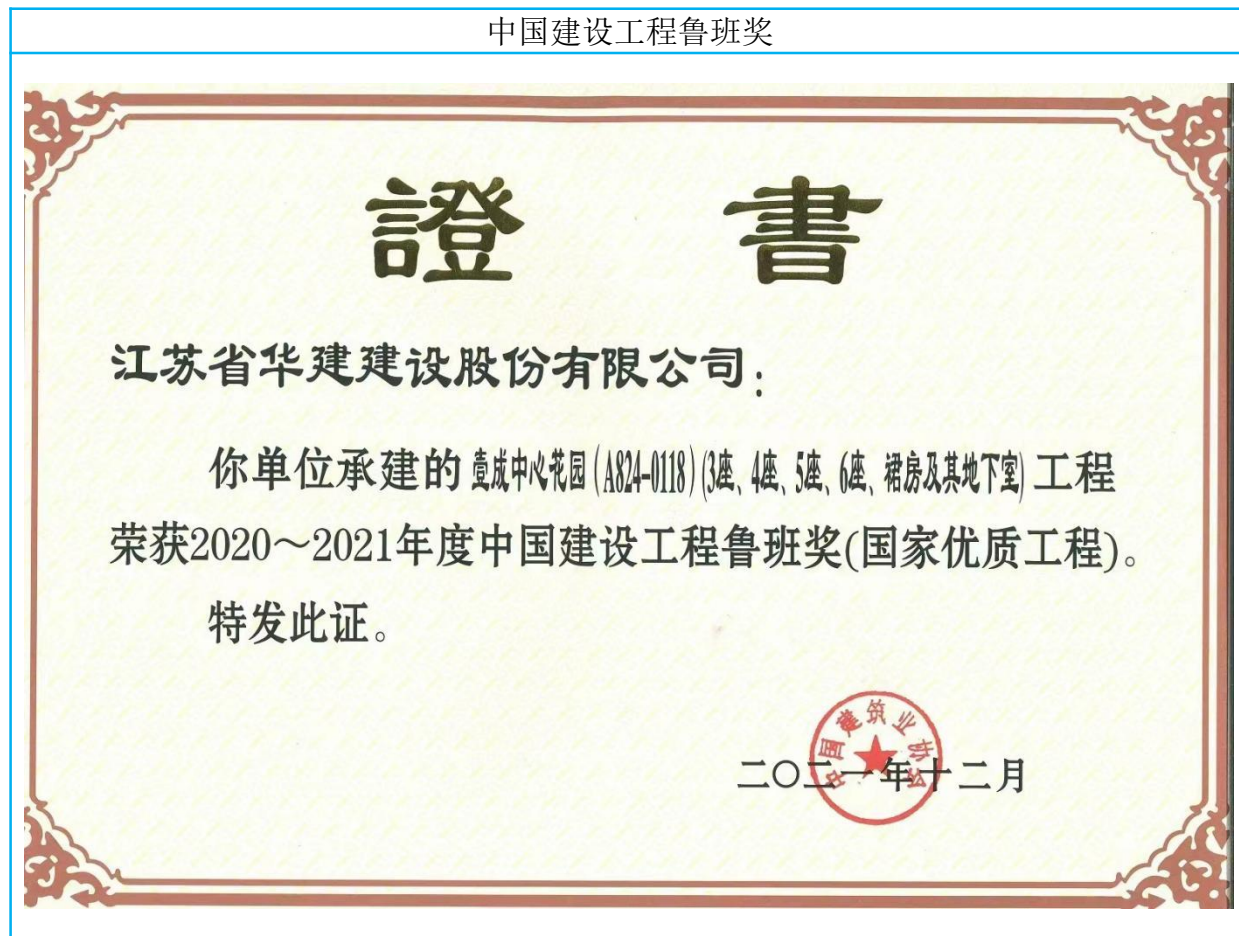 中国建设工程鲁班奖
證 書
江苏省华建建设股份有限公司：
你单位承建的壹成中心花园(A824-0118)(3座、4座、5座、6座、裙房及其地下室)工程
荣获2020～2021年度中国建设工程鲁班奖(国家优质工程)。
特发此证。
中国建筑业协会
二〇二一年十二月